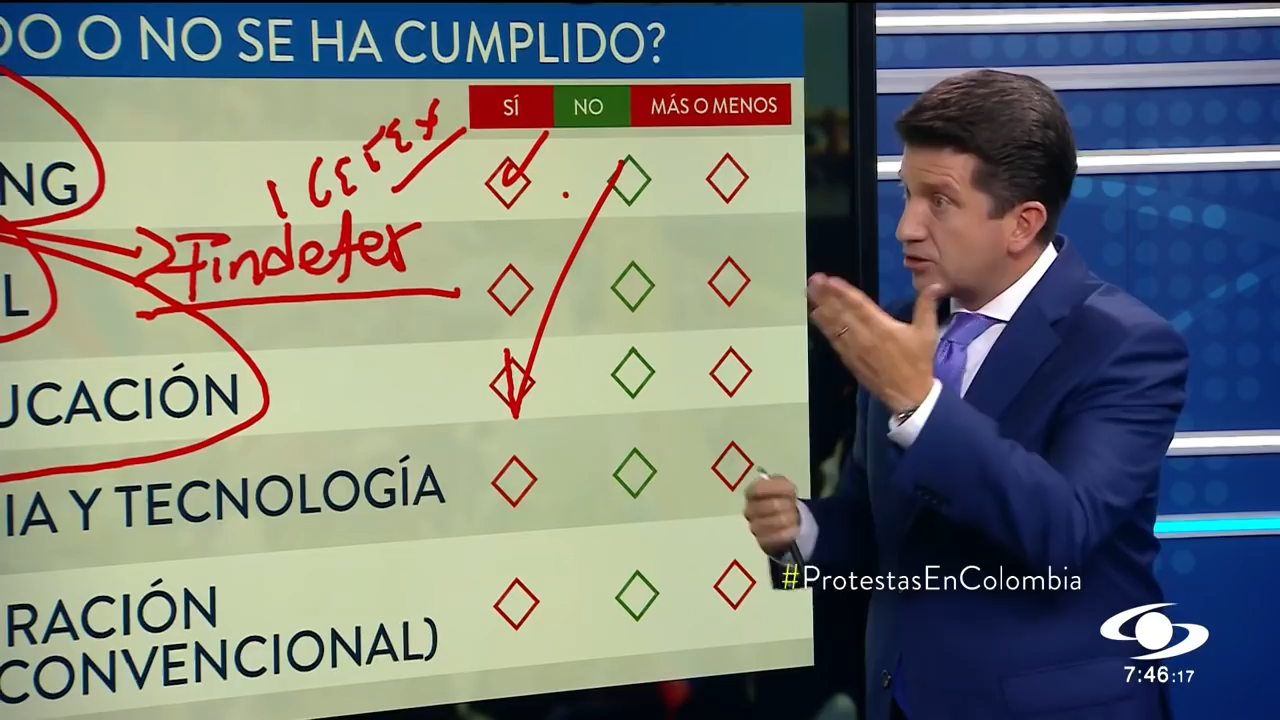 DO O NO SE HA CUMPLIDO?
SÍ NO MÁS O MENOS
NG
Findeter
L
UCACIÓN
IA Y TECNOLOGÍA
RACIÓN
CONVENCIONAL)
#ProtestasEnColombia
7:46:17